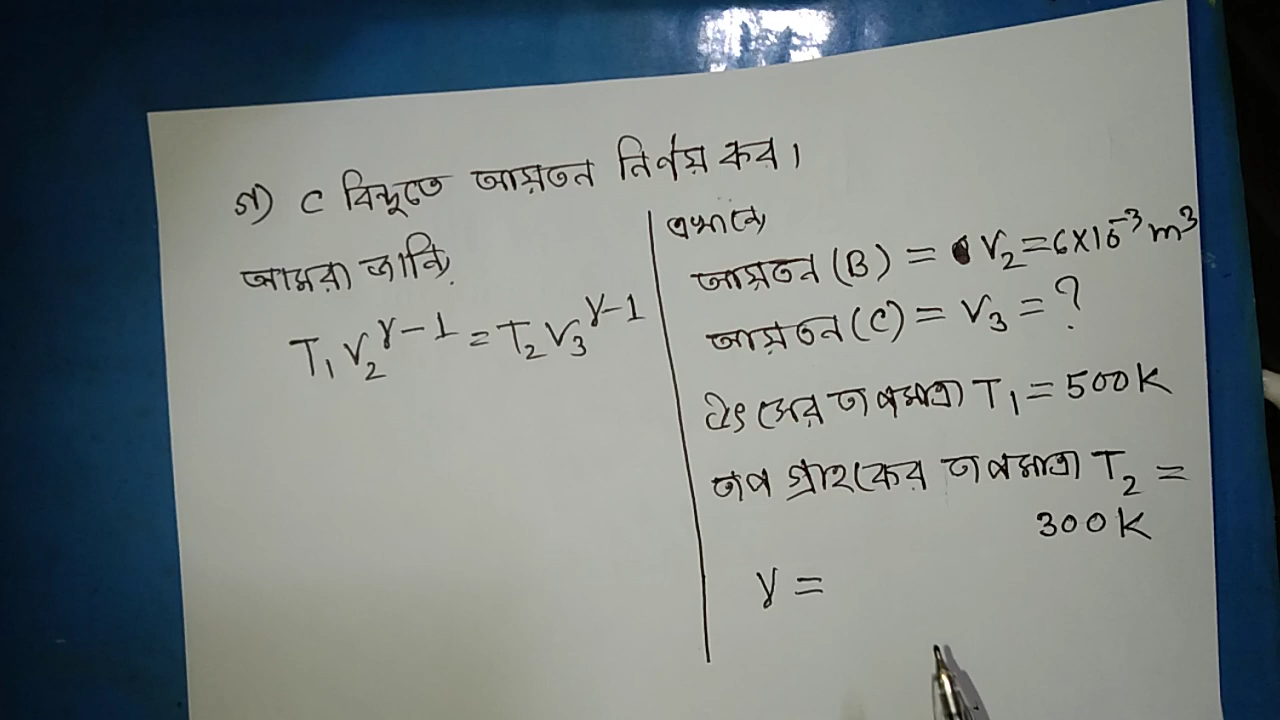 গ) C বিন্দুতে আয়তন নির্ণয় কর।
আমরা জানি,
T₁V₂^γ-1 = T₂V₃^γ-1
এখানে,
আয়তন (B) = V₂ = 6×10⁻³ m³
আয়তন (C) = V₃ = ?
উৎসের তাপমাত্রা T₁ = 500K
তাপ গ্রাহকের তাপমাত্রা T₂ =
300K
γ =